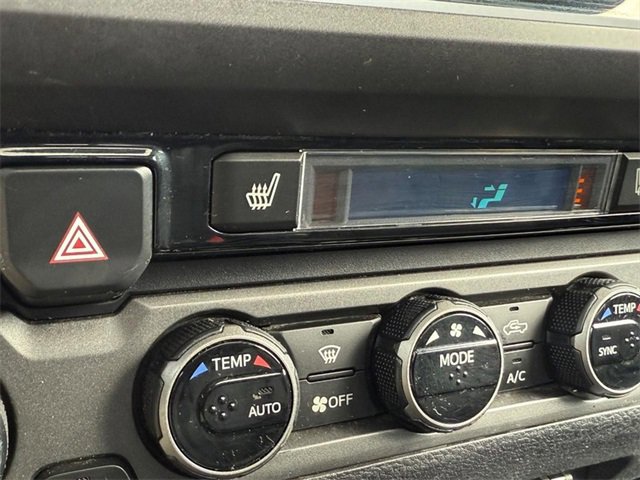 TEMP
AUTO
OFF
MODE
A/C
TEMP
SYNC